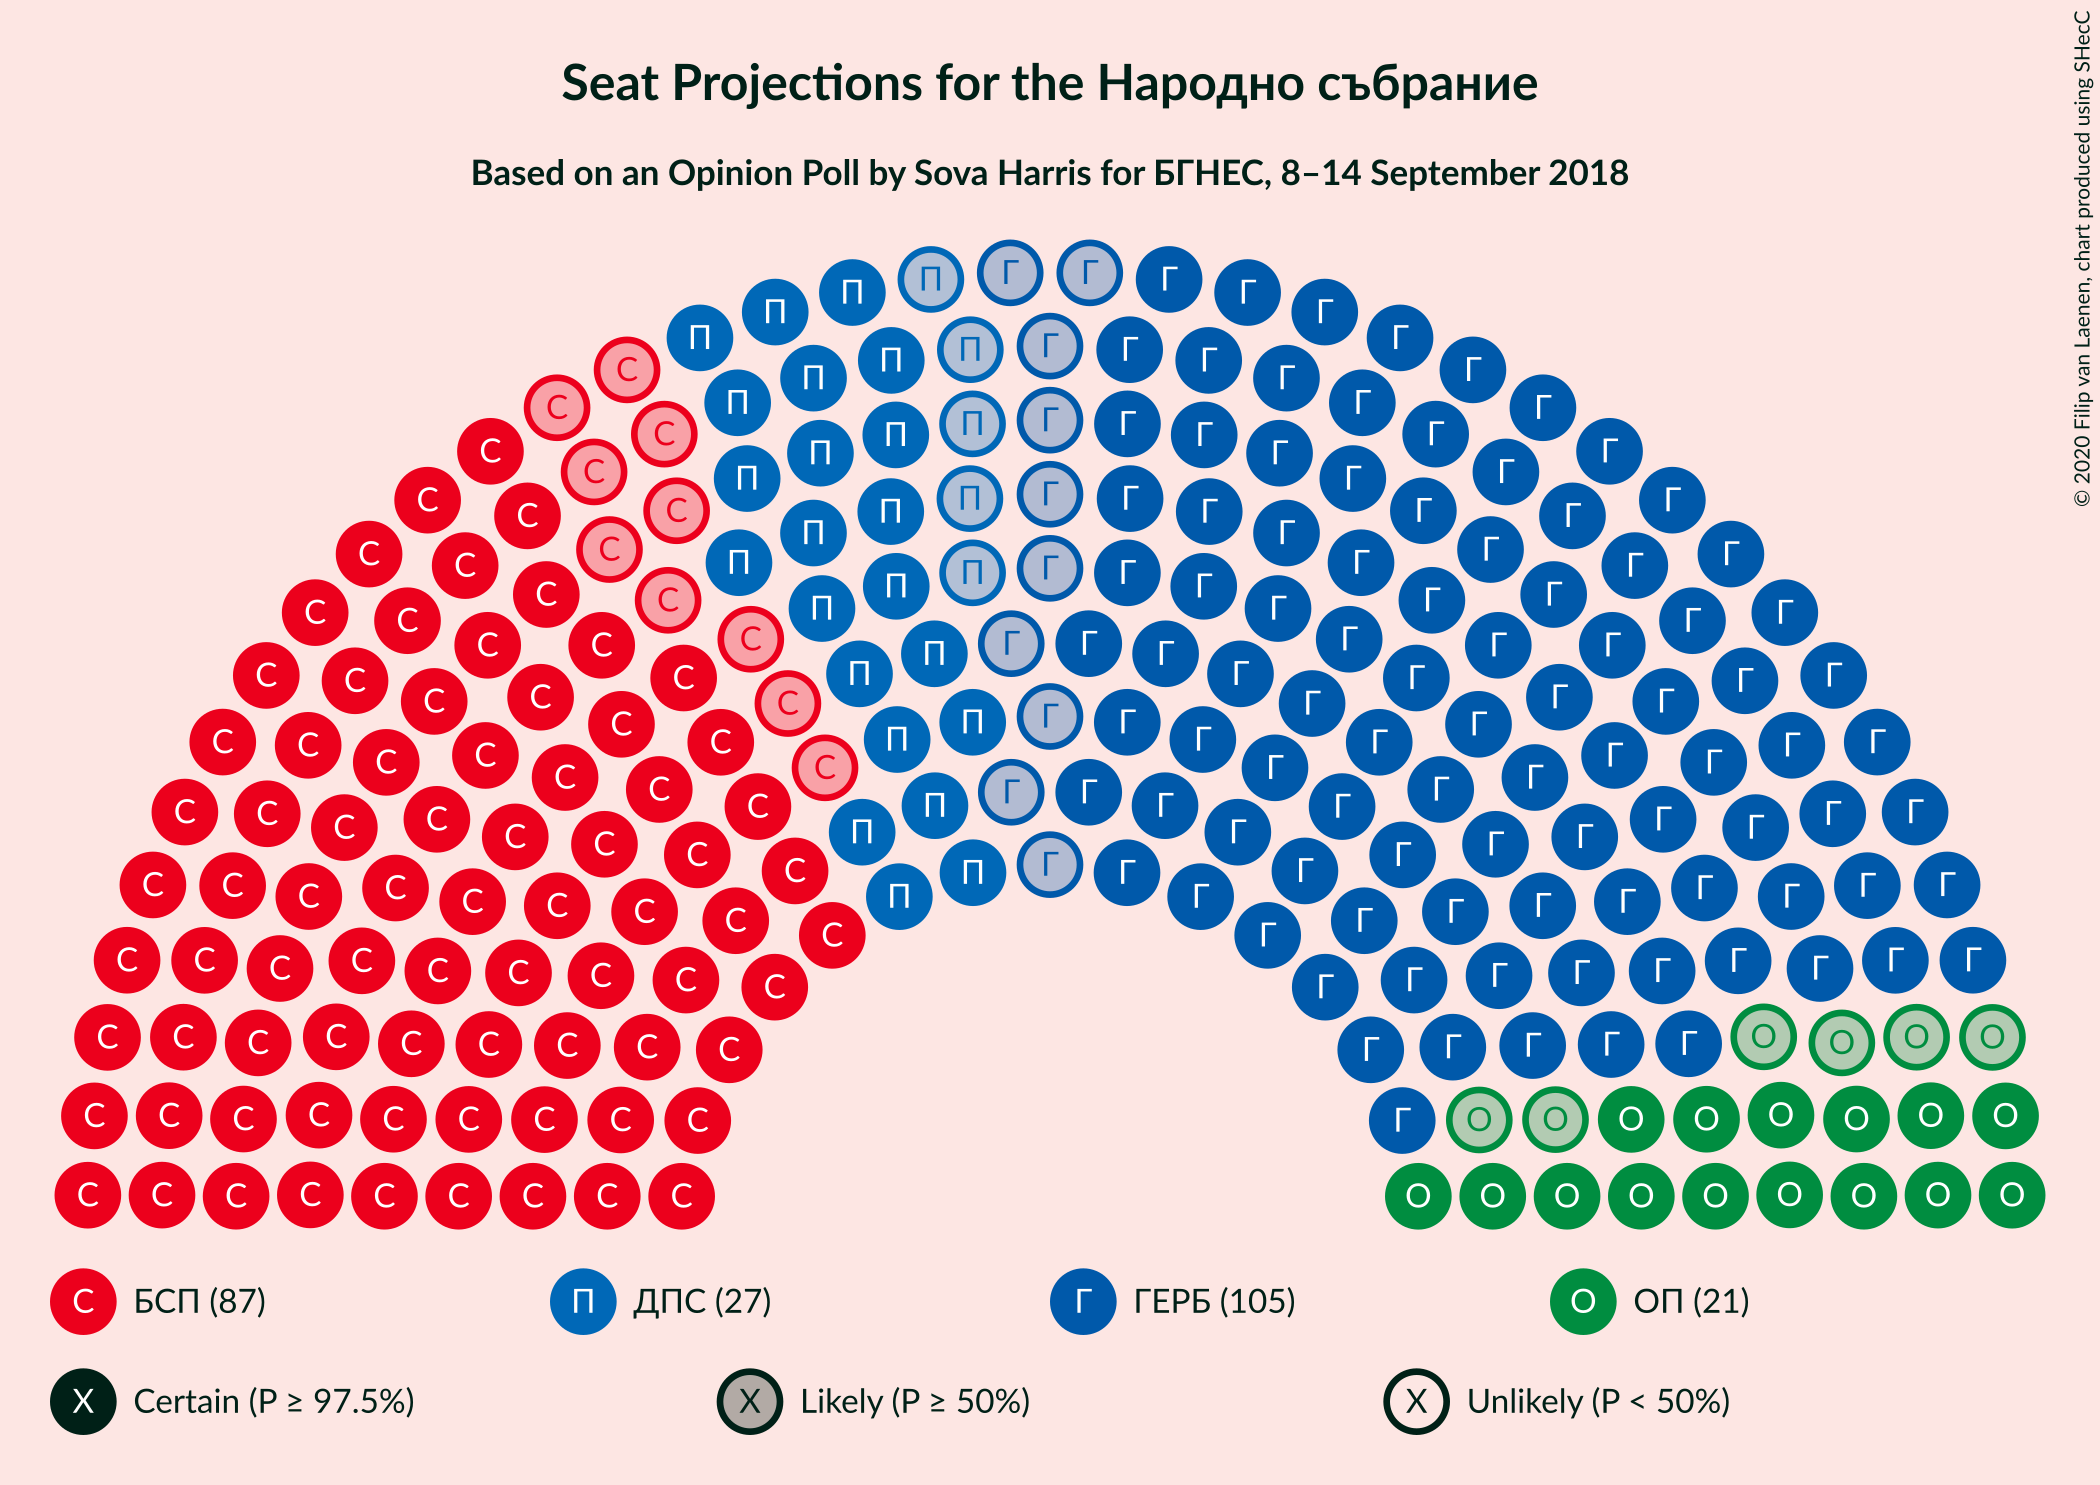 Seat Projections for the Народно събрание
Based on an Opinion Poll by Sova Harris for БГНЕС, 8–14 September 2018
© 2020 Filip van Laenen, chart produced using SHecC
С БСП (87)
П ДПС (27)
Г ГЕРБ (105)
О ОП (21)
X Certain (P ≥ 97.5%)
X Likely (P ≥ 50%)
X Unlikely (P < 50%)